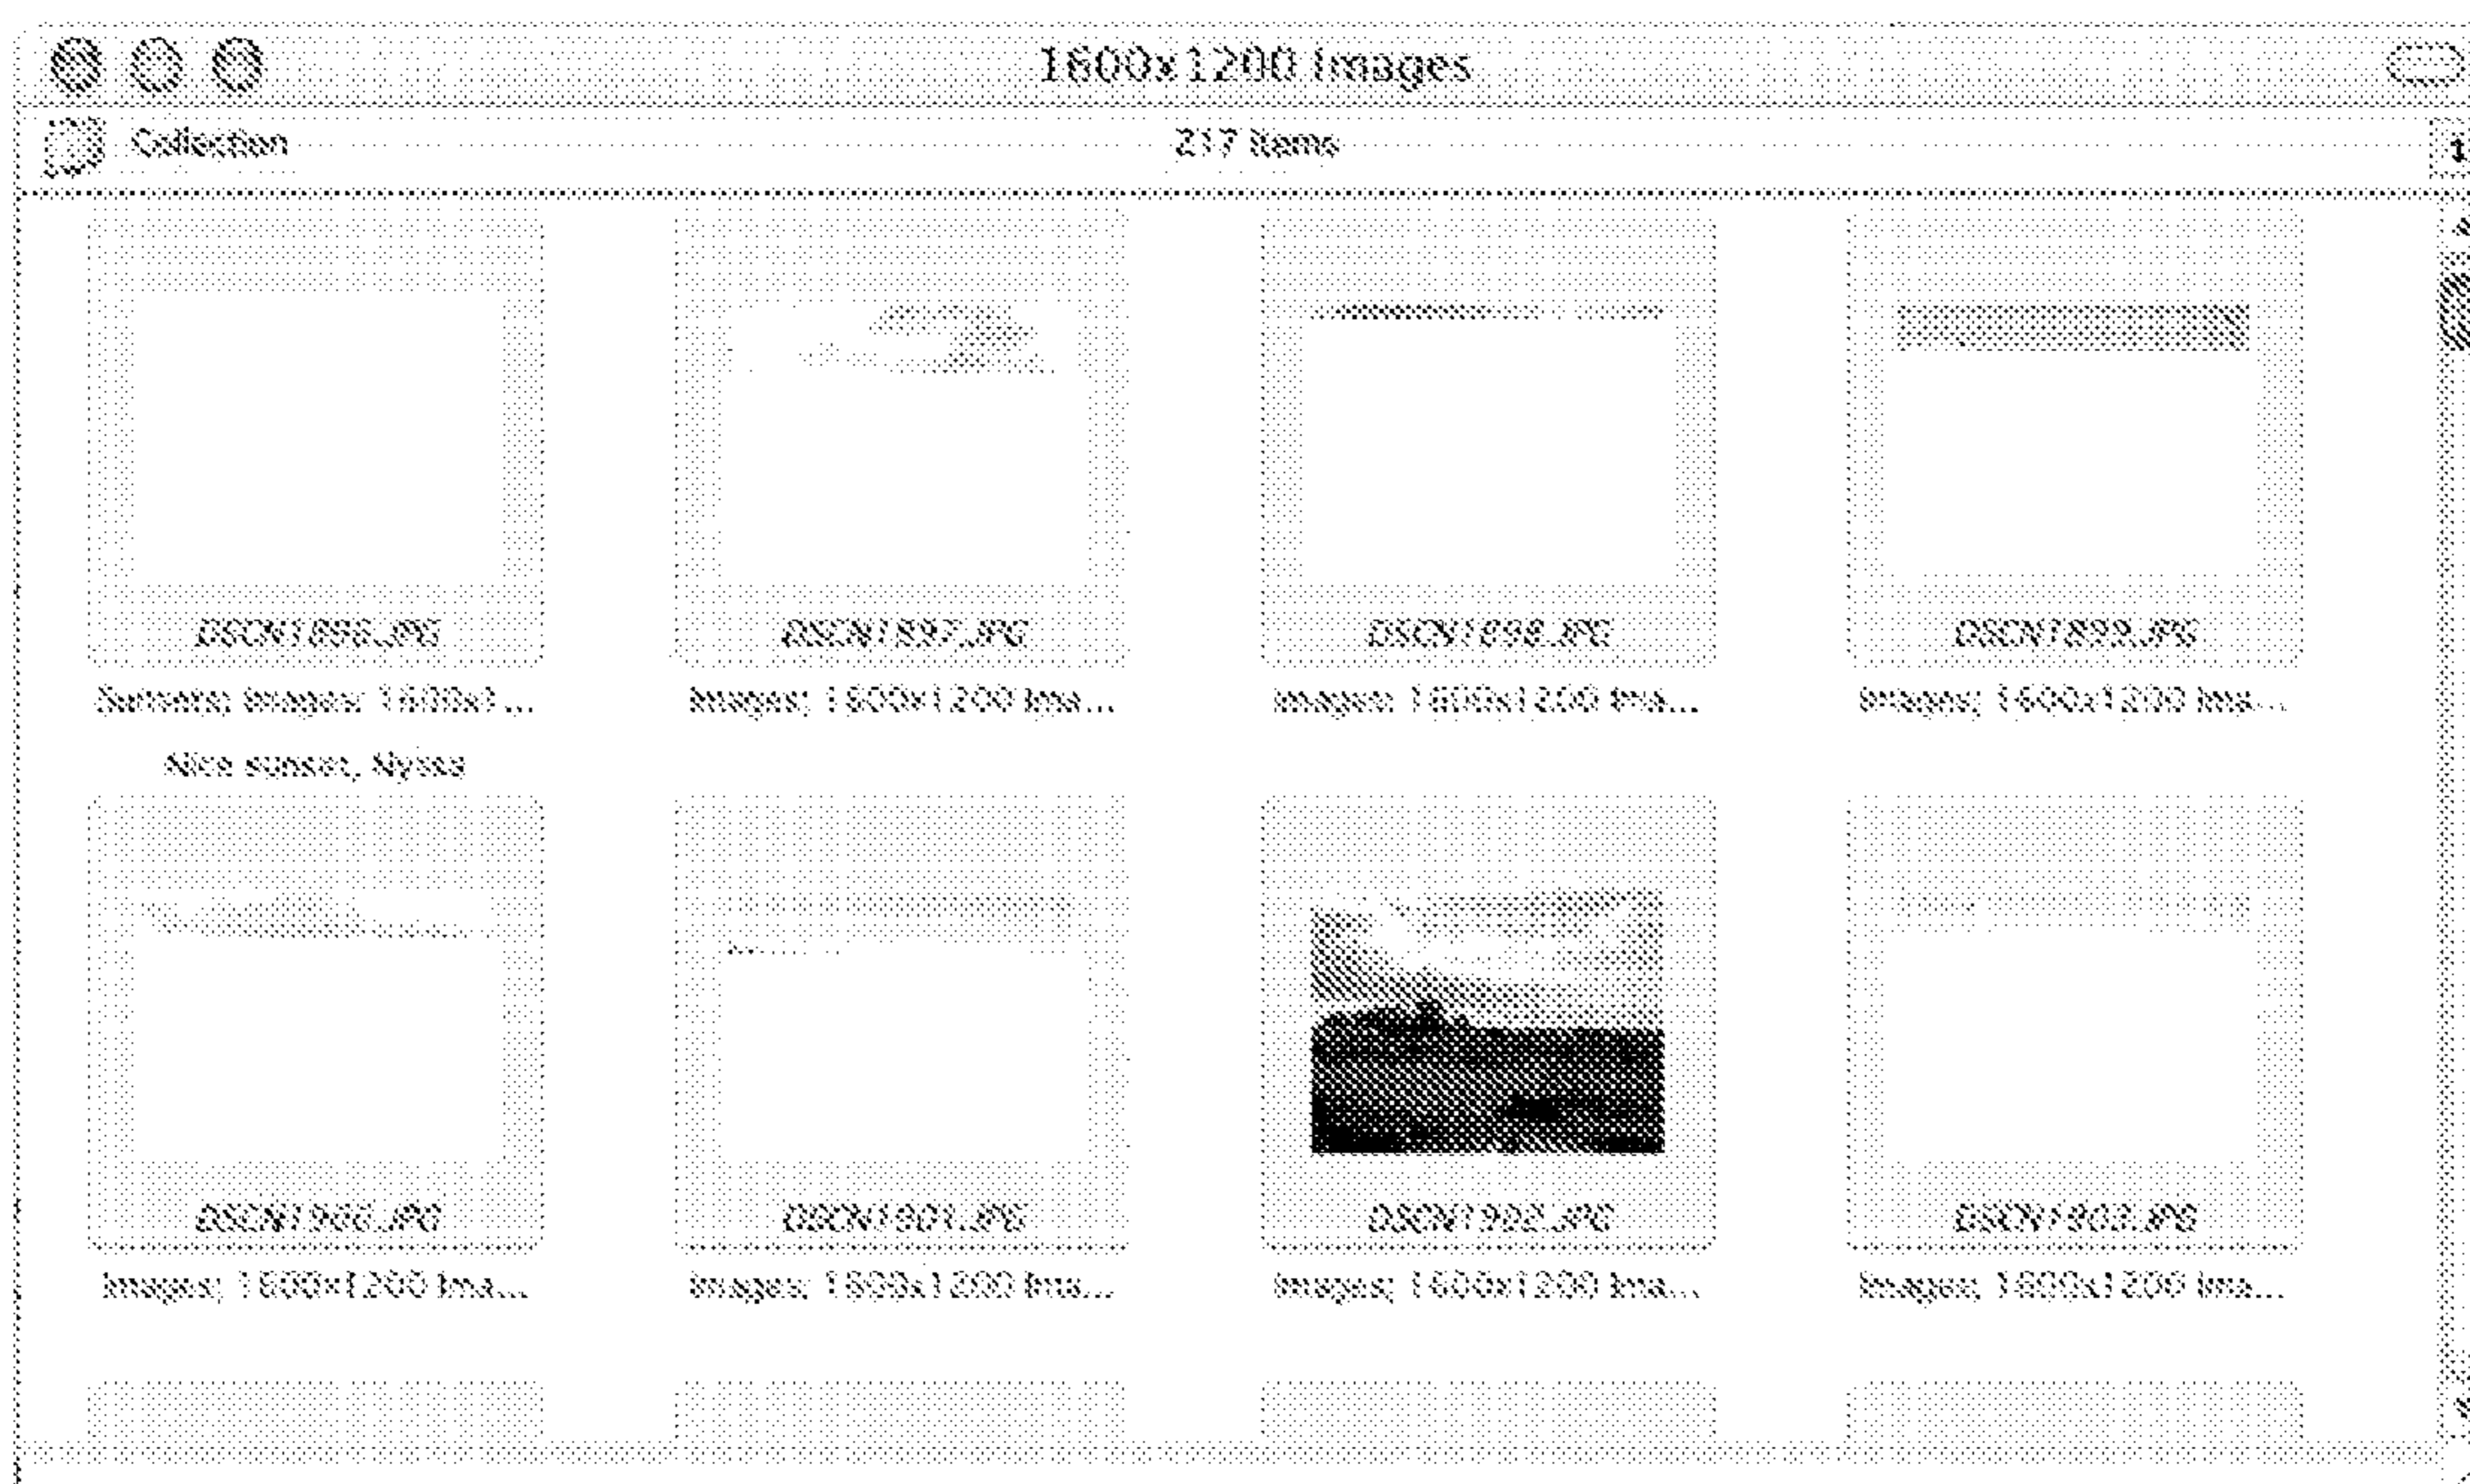 1600x1200 Images
Collection
217 items
DSCN1896.JPG DSCN1897.JPG DSCN1898.JPG DSCN1899.JPG
Images; 1600x1... Images; 1600x1200 Ima... Images; 1600x1200 Ima... Images; 1600x1200 Ima...
Nice sunset, Nyssa
DSCN1900.JPG DSCN1901.JPG DSCN1902.JPG DSCN1903.JPG
Images; 1600x1200 Ima... Images; 1600x1200 Ima... Images; 1600x1200 Ima... Images; 1600x1200 Ima...